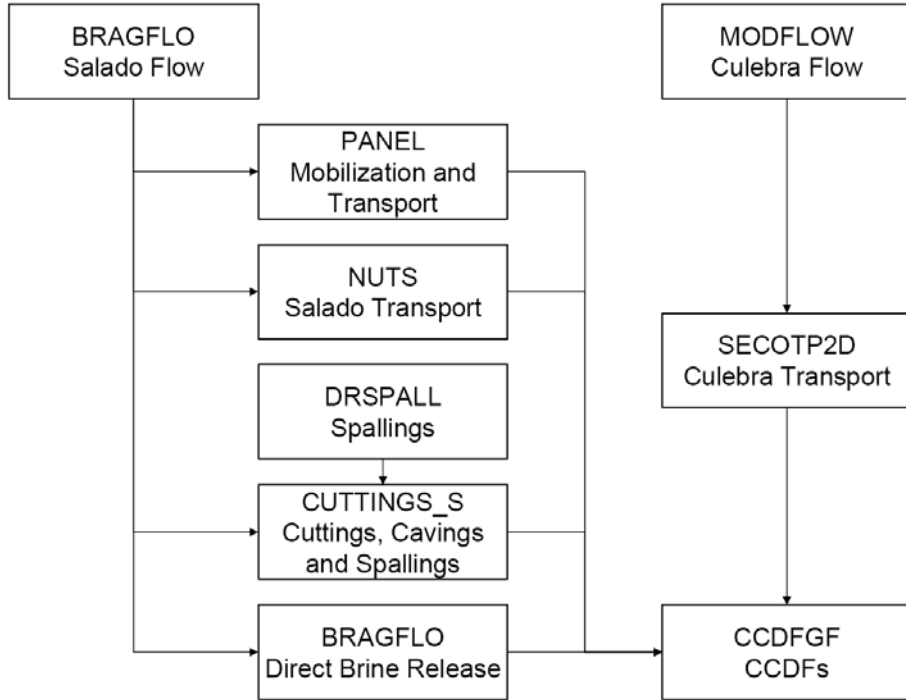 BRAGFLO
Salado Flow
MODFLOW
Culebra Flow
PANEL
Mobilization and
Transport
NUTS
Salado Transport
SECOTP2D
Culebra Transport
DRSPALL
Spallings
CUTTINGS_S
Cuttings, Cavings
and Spallings
BRAGFLO
Direct Brine Release
CCDFGF
CCDFs